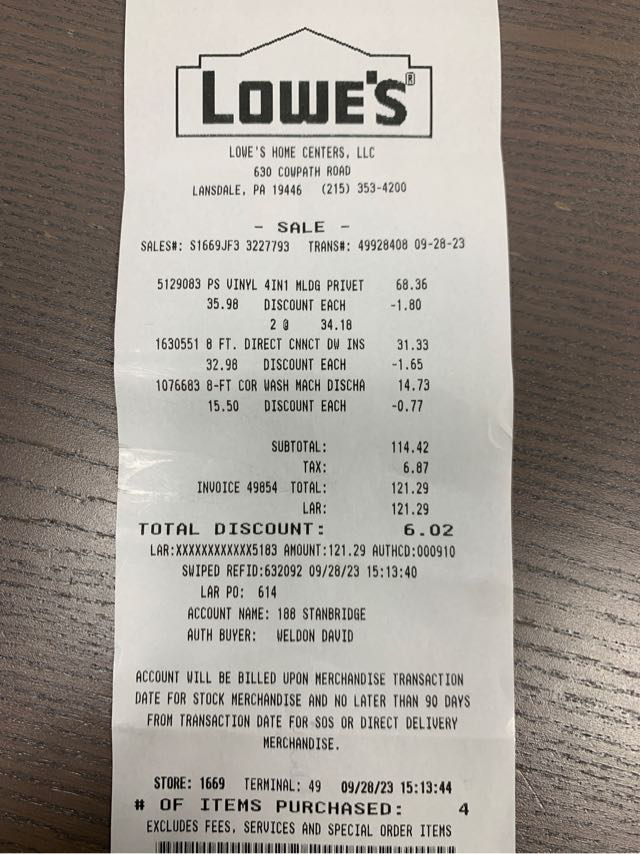 LOWE'S®
LOWE'S HOME CENTERS, LLC
630 COWPATH ROAD
LANSDALE, PA 19446 (215) 353-4200
- SALE -
SALES#: S1669JF3 3227793 TRANS#: 49928408 09-28-23
5129083 PS VINYL 4IN1 MLDG PRIVET 68.36
35.98 DISCOUNT EACH -1.80
2 @ 34.18
1630551 8 FT. DIRECT CNNCT DW INS 31.33
32.98 DISCOUNT EACH -1.65
1076683 8-FT COR WASH MACH DISCHA 14.73
15.50 DISCOUNT EACH -0.77
SUBTOTAL: 114.42
TAX: 6.87
INVOICE 49854 TOTAL: 121.29
LAR: 121.29
TOTAL DISCOUNT: 6.02
LAR:XXXXXXXXXXXX5183 AMOUNT:121.29 AUTHCD:000910
SWIPED REFID:632092 09/28/23 15:13:40
LAR PO: 614
ACCOUNT NAME: 188 STANBRIDGE
AUTH BUYER: WELDON DAVID
ACCOUNT WILL BE BILLED UPON MERCHANDISE TRANSACTION
DATE FOR STOCK MERCHANDISE AND NO LATER THAN 90 DAYS
FROM TRANSACTION DATE FOR SOS OR DIRECT DELIVERY
MERCHANDISE.
STORE: 1669 TERMINAL: 49 09/28/23 15:13:44
# OF ITEMS PURCHASED: 4
EXCLUDES FEES, SERVICES AND SPECIAL ORDER ITEMS